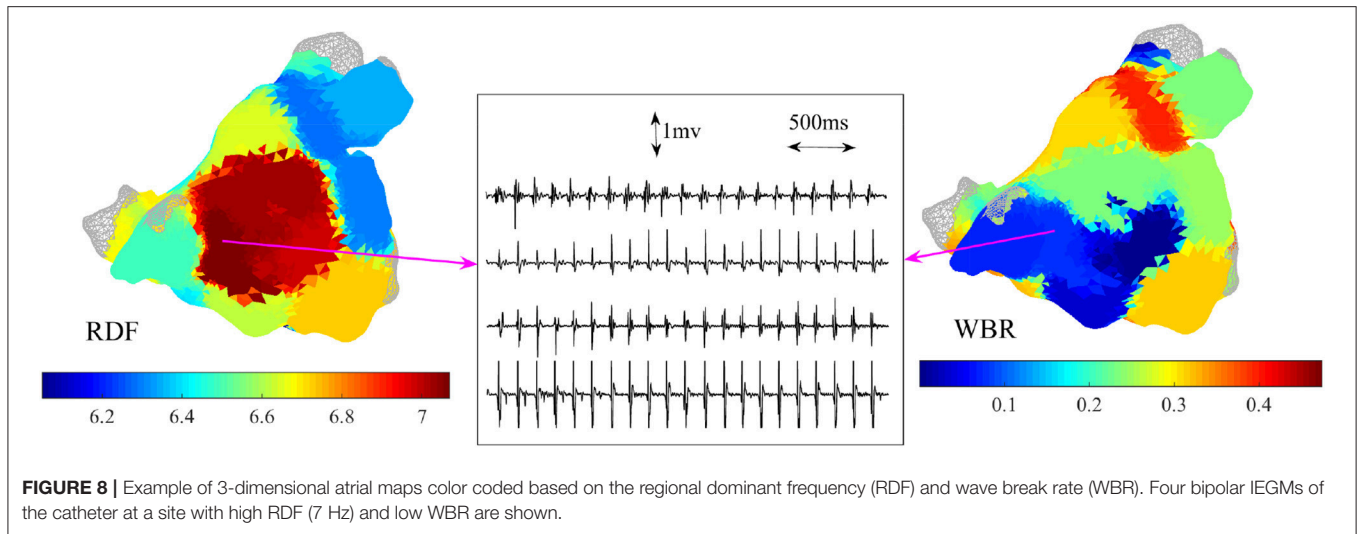 1mv
500ms
RDF
WBR
6.2 6.4 6.6 6.8 7
0.1 0.2 0.3 0.4
FIGURE 8 | Example of 3-dimensional atrial maps color coded based on the regional dominant frequency (RDF) and wave break rate (WBR). Four bipolar IEGMs of
the catheter at a site with high RDF (7 Hz) and low WBR are shown.